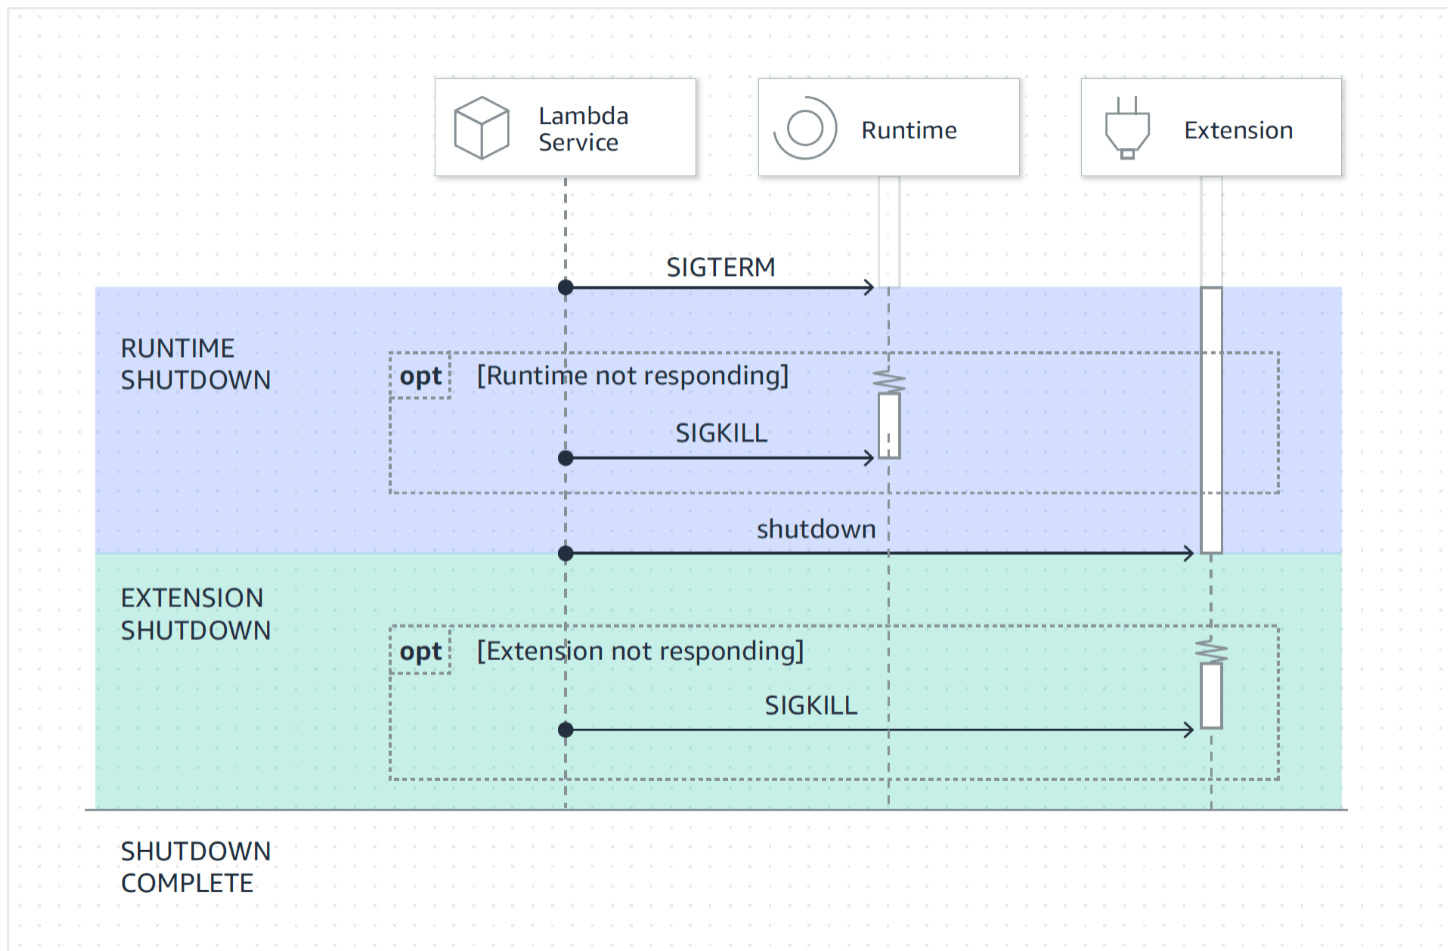 Lambda
Service
Runtime
Extension
SIGTERM
RUNTIME
SHUTDOWN
opt [Runtime not responding]
SIGKILL
shutdown
EXTENSION
SHUTDOWN
opt [Extension not responding]
SIGKILL
SHUTDOWN
COMPLETE